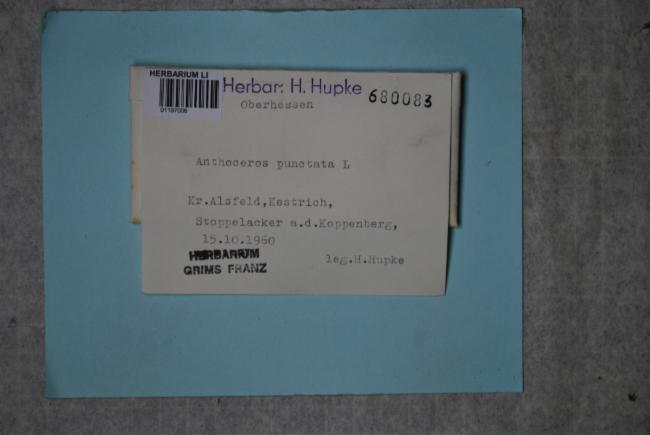 HERBARIUM LI
01197006
Herbar: H. Hupke
680083
Oberhessen
Anthoceros punctata L
Kr.Alsfeld,Kestrich,
Stoppelacker a.d.Koppenberg,
15.10.1960
leg.H.Hupke
HERBARIUM
GRIMS FRANZ